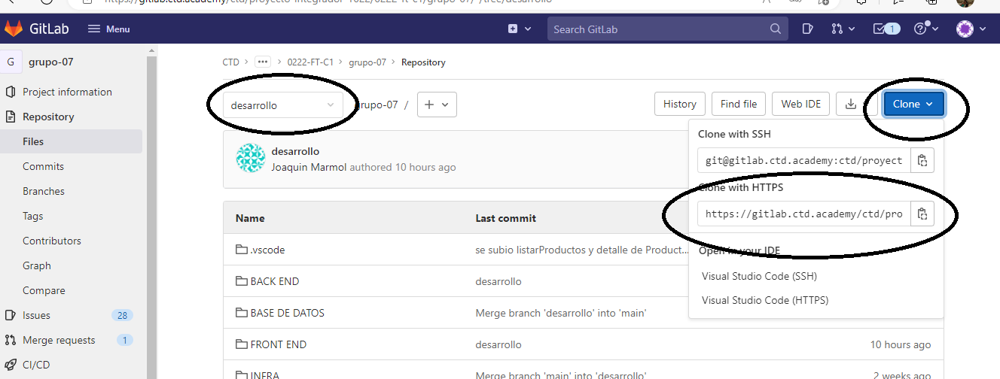 https://gitlab.ctd.academy/ctd/proyecto-integrador-1022/0222-ft-c1/grupo-07/-/tree/desarrollo
GitLab Menu Search GitLab 1
G grupo-07
Project information
Repository
Files
Commits
Branches
Tags
Contributors
Graph
Compare
Issues 28
Merge requests 1
CI/CD
CTD > ... > 0222-FT-C1 > grupo-07 > Repository
desarrollo grupo-07 / + History Find file Web IDE Clone
desarrollo
Joaquin Marmol authored 10 hours ago
Clone with SSH
git@gitlab.ctd.academy:ctd/proyect
Clone with HTTPS
https://gitlab.ctd.academy/ctd/pro
Open in your IDE
Visual Studio Code (SSH)
Visual Studio Code (HTTPS)
Name Last commit
.vscode se subio listarProductos y detalle de Product...
BACK END desarrollo
BASE DE DATOS Merge branch 'desarrollo' into 'main'
FRONT END desarrollo 10 hours ago
INFRA Merge branch 'main' into 'desarrollo' 2 weeks ago